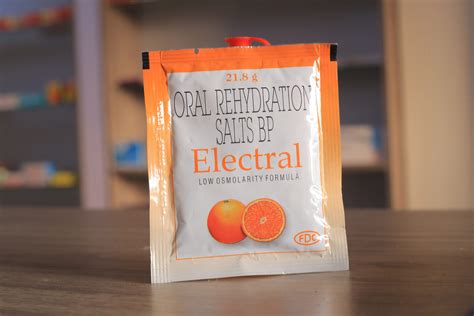 21.8 g
ORAL REHYDRATION
SALTS BP
Electral
LOW OSMOLARITY FORMULA
FDC